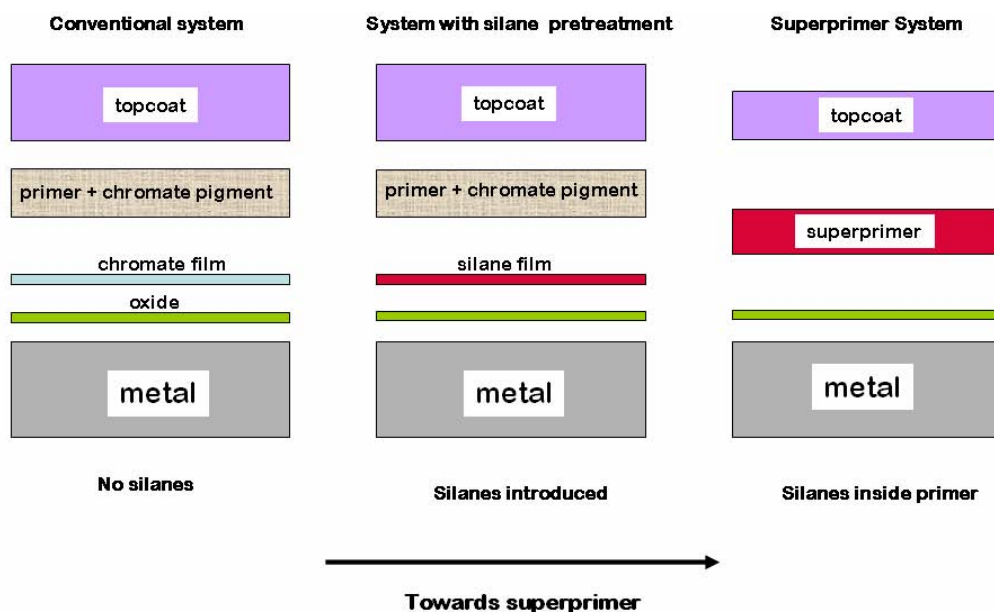 Conventional system
System with silane pretreatment
Superprimer System
topcoat
topcoat
topcoat
primer + chromate pigment
primer + chromate pigment
superprimer
chromate film
silane film
oxide
metal
metal
metal
No silanes
Silanes introduced
Silanes inside primer
Towards superprimer